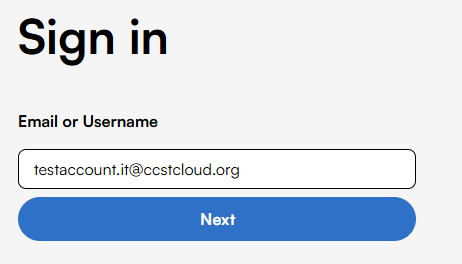 Sign in
Email or Username
testaccount.it@ccstcloud.org
Next